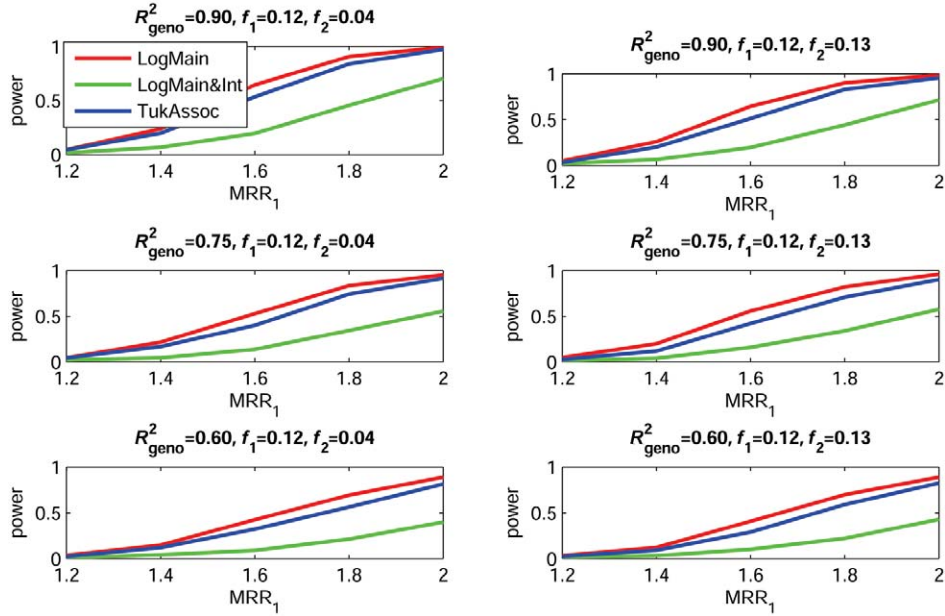 R²geno=0.90, f1=0.12, f2=0.04
1
0.5
0
power
LogMain
LogMain&Int
TukAssoc
1.2 1.4 1.6 1.8 2
MRR1
R²geno=0.90, f1=0.12, f2=0.13
1
0.5
0
power
1.2 1.4 1.6 1.8 2
MRR1
R²geno=0.75, f1=0.12, f2=0.04
1
0.5
0
power
1.2 1.4 1.6 1.8 2
MRR1
R²geno=0.75, f1=0.12, f2=0.13
1
0.5
0
power
1.2 1.4 1.6 1.8 2
MRR1
R²geno=0.60, f1=0.12, f2=0.04
1
0.5
0
power
1.2 1.4 1.6 1.8 2
MRR1
R²geno=0.60, f1=0.12, f2=0.13
1
0.5
0
power
1.2 1.4 1.6 1.8 2
MRR1